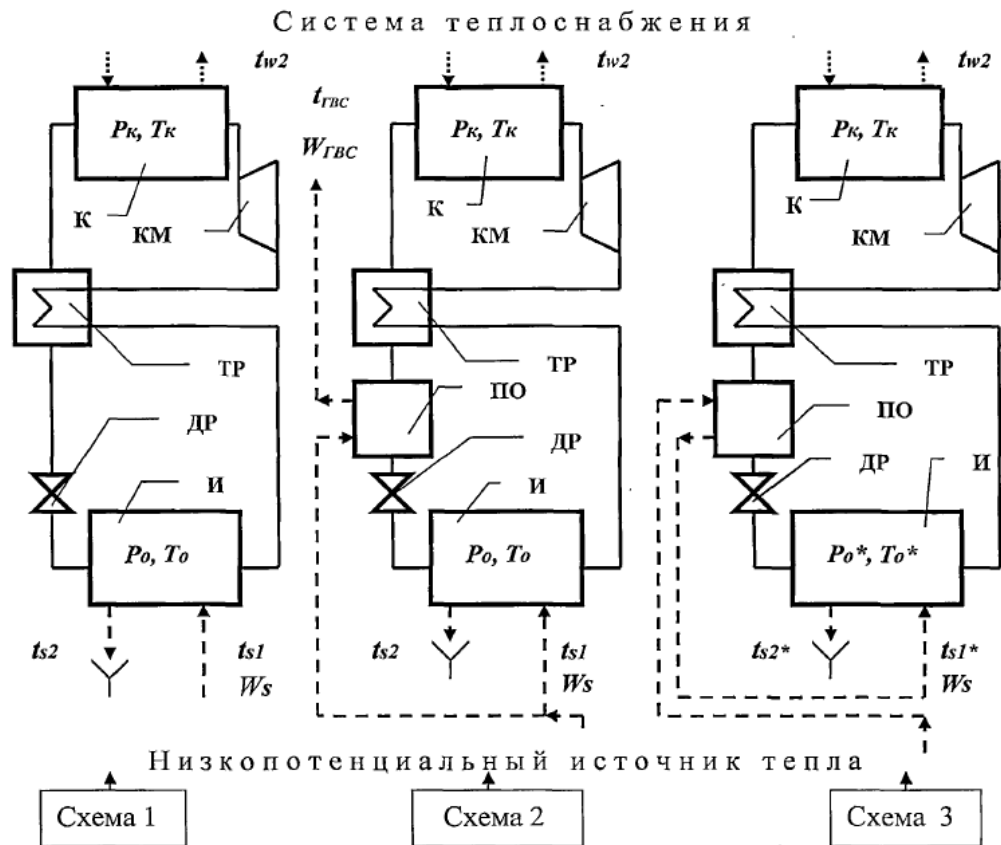 Система теплоснабжения
tw2 tw2 tw2
tГВС
WГВС
Pк, Tк Pк, Tк Pк, Tк
К К К
КМ КМ КМ
ТР ТР ТР
ПО ПО
ДР ДР ДР
И И И
Po, To Po, To Po*, To*
ts2 ts1 ts2 ts1 ts2* ts1*
Ws Ws Ws
Низкопотенциальный источник тепла
Схема 1 Схема 2 Схема 3